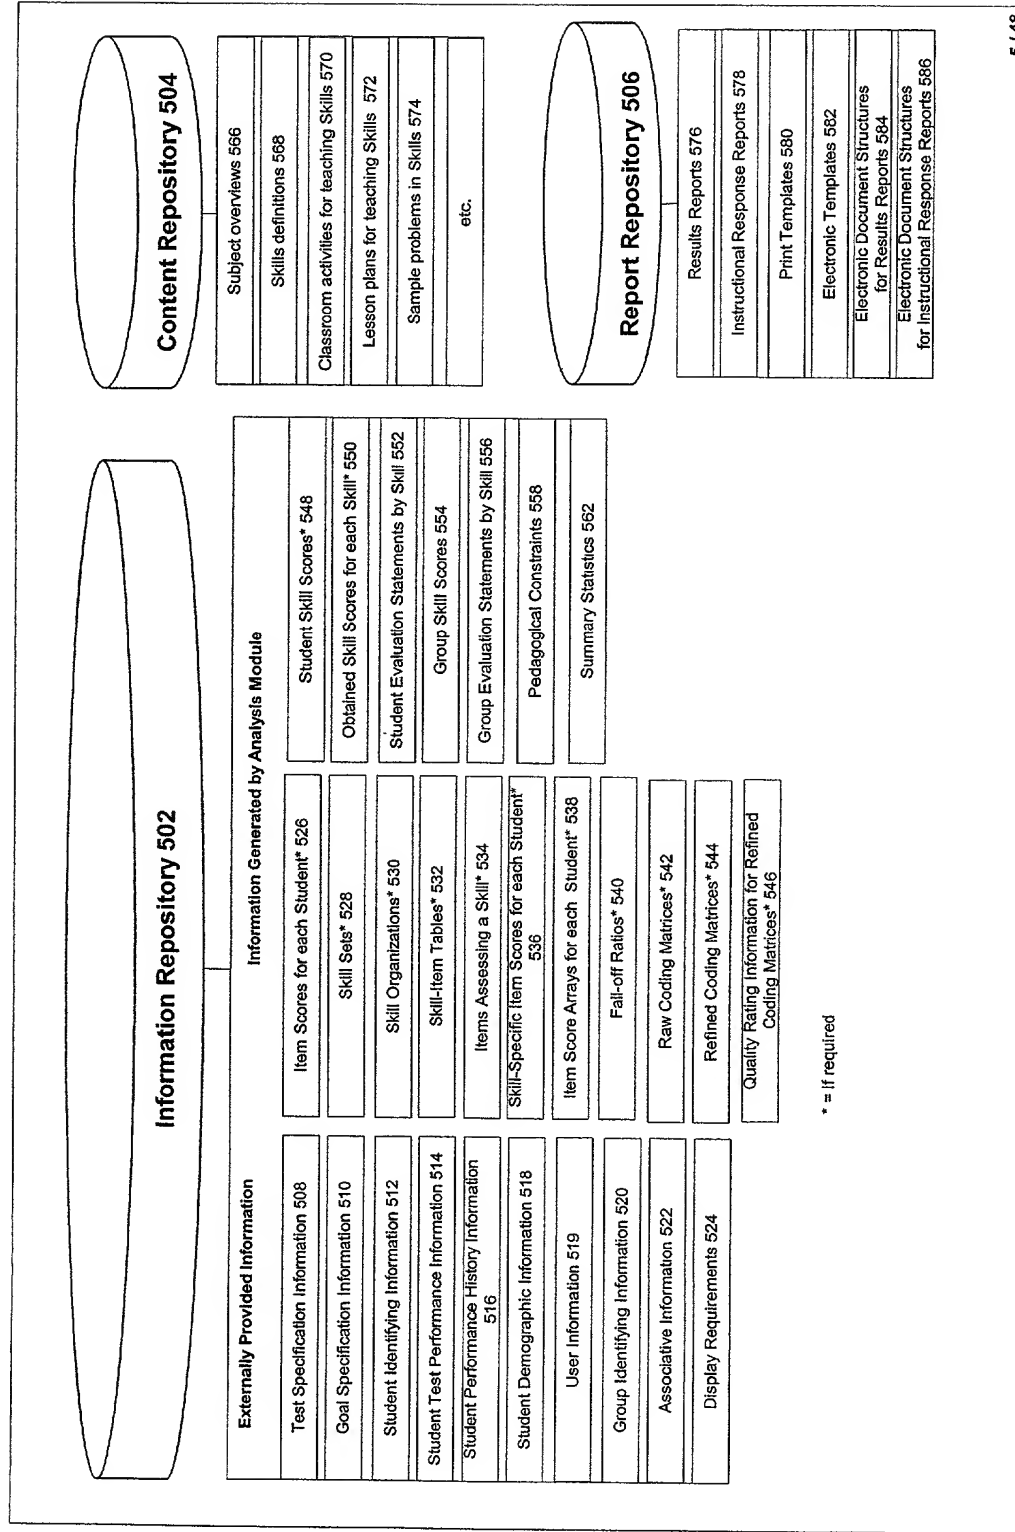 Information Repository 502
Externally Provided Information
Test Specification Information 508
Goal Specification Information 510
Student Identifying Information 512
Student Test Performance Information 514
Student Performance History Information
516
Student Demographic Information 518
User Information 519
Group Identifying Information 520
Associative Information 522
Display Requirements 524
Information Generated by Analysis Module
Item Scores for each Student* 526
Skill Sets* 528
Skill Organizations* 530
Skill-Item Tables* 532
Items Assessing a Skill* 534
Skill-Specific Item Scores for each Student*
536
Item Score Arrays for each Student* 538
Fall-off Ratios* 540
Raw Coding Matrices* 542
Refined Coding Matrices* 544
Quality Rating Information for Refined
Coding Matrices* 546
Student Skill Scores* 548
Obtained Skill Scores for each Skill* 550
Student Evaluation Statements by Skill 552
Group Skill Scores 554
Group Evaluation Statements by Skill 556
Pedagogical Constraints 558
Summary Statistics 562
* = If required
Content Repository 504
Subject overviews 566
Skills definitions 568
Classroom activities for teaching Skills 570
Lesson plans for teaching Skills 572
Sample problems in Skills 574
etc.
Report Repository 506
Results Reports 576
Instructional Response Reports 578
Print Templates 580
Electronic Templates 582
Electronic Document Structures
for Results Reports 584
Electronic Document Structures
for Instructional Response Reports 586
5 / 48